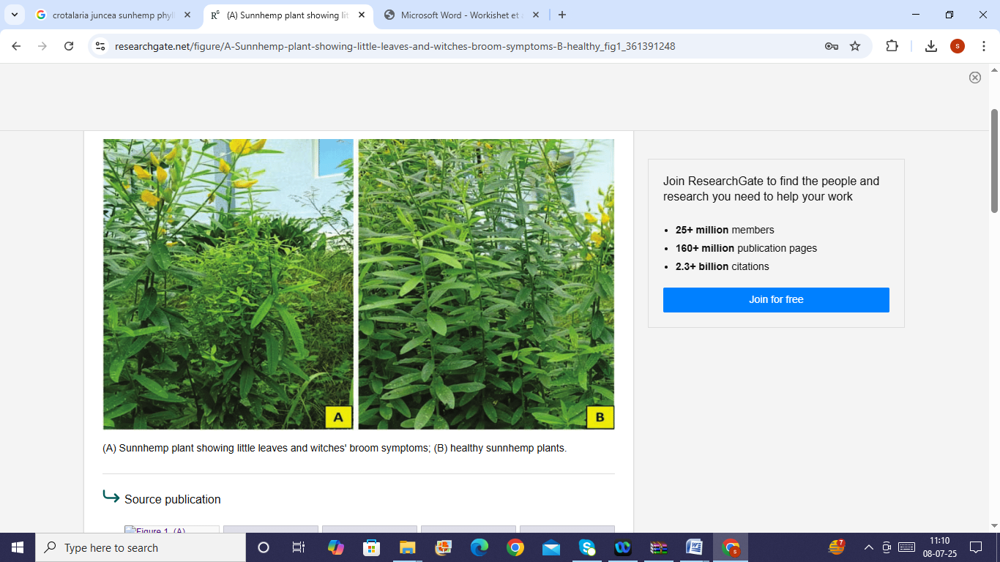 crotalaria juncea sunhemp phyl
(A) Sunnhemp plant showing lit
Microsoft Word - Workishet et a
researchgate.net/figure/A-Sunnhemp-plant-showing-little-leaves-and-witches-broom-symptoms-B-healthy_fig1_361391248
A
B
(A) Sunnhemp plant showing little leaves and witches' broom symptoms; (B) healthy sunnhemp plants.
Source publication
Figure 1. (A)
Join ResearchGate to find the people and
research you need to help your work
25+ million members
160+ million publication pages
2.3+ billion citations
Join for free
Type here to search
11:10
08-07-25